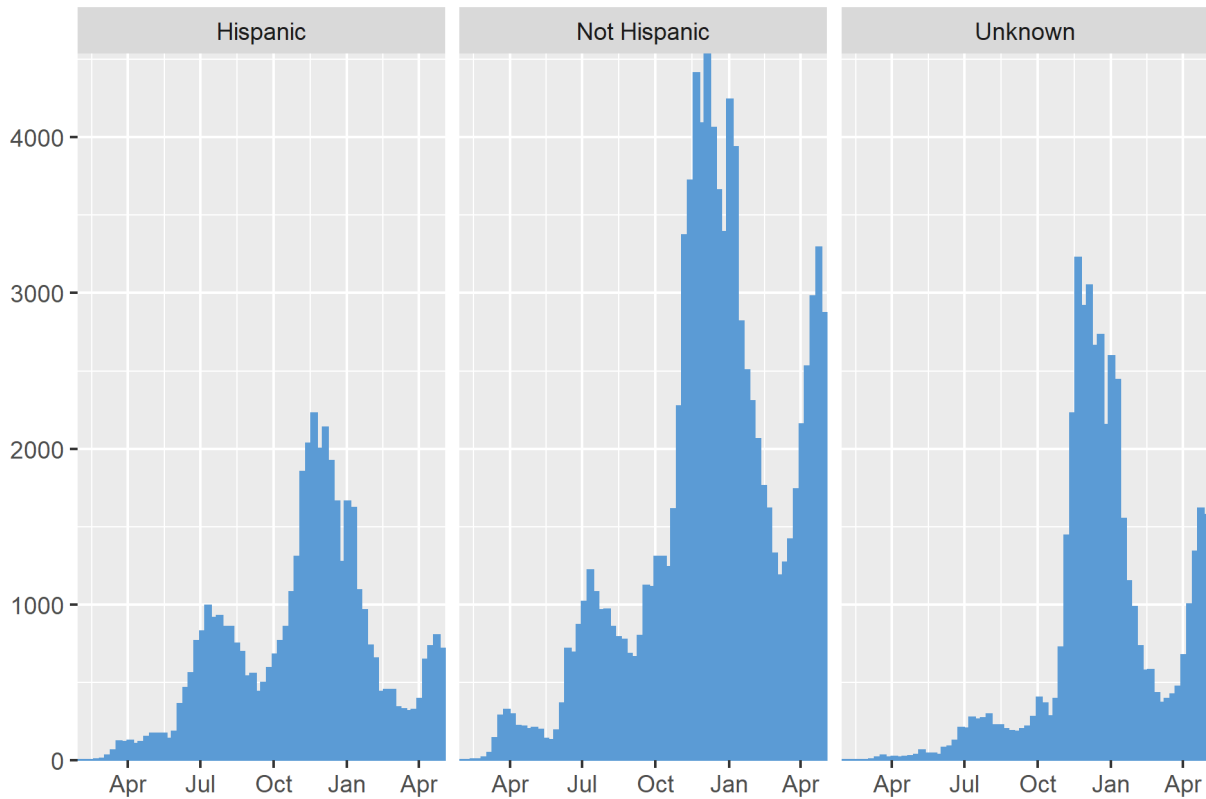 Hispanic
Not Hispanic
Unknown
4000
3000
2000
1000
0
Apr Jul Oct Jan Apr
Apr Jul Oct Jan Apr
Apr Jul Oct Jan Apr